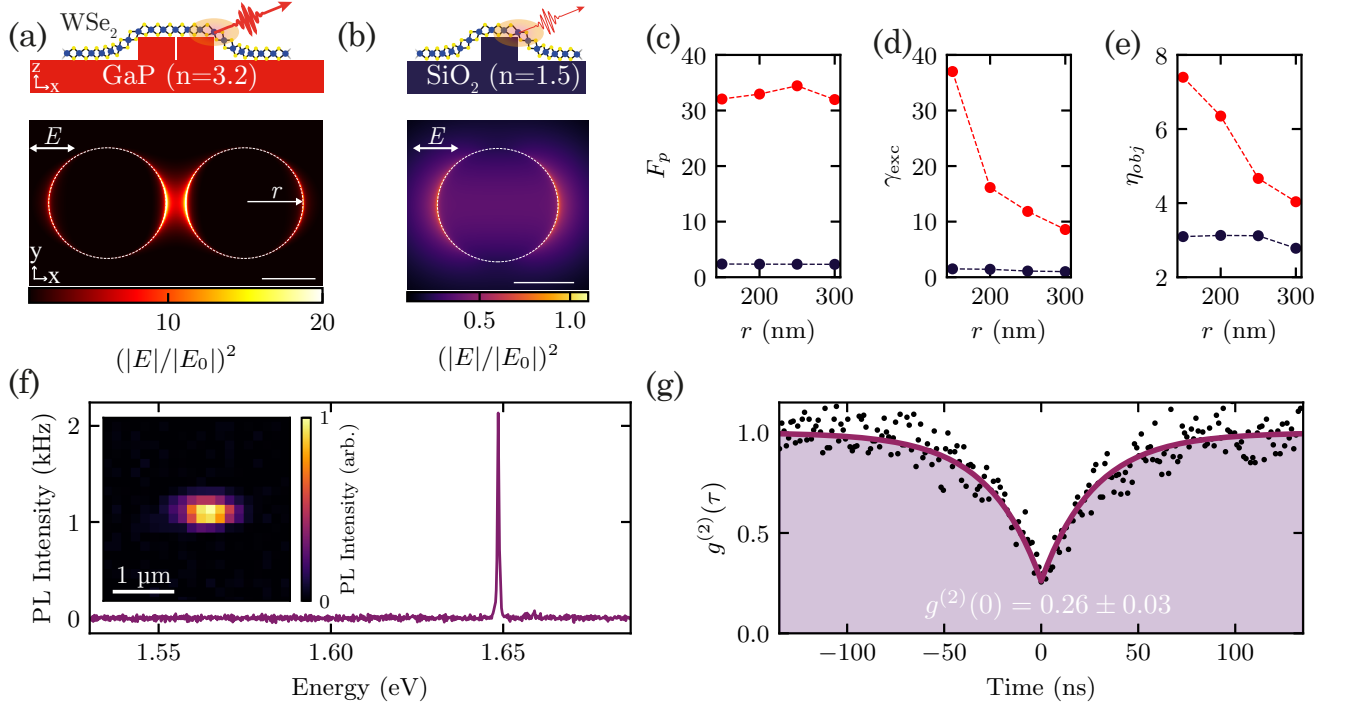 (a)
WSe₂
GaP (n=3.2)
z
x
E
r
y
x
10
20
(|E|/|E₀|)²
(b)
SiO₂ (n=1.5)
E
0.5
1.0
(|E|/|E₀|)²
(c)
40
30
20
10
0
F_p
200
300
r (nm)
(d)
40
30
20
10
0
γ_exc
200
300
r (nm)
(e)
8
6
4
2
η_obj
200
300
r (nm)
(f)
2
1
0
PL Intensity (kHz)
1 µm
1
0
PL Intensity (arb.)
1.55
1.60
1.65
Energy (eV)
(g)
1.0
0.5
0.0
g⁽²⁾(τ)
g⁽²⁾(0) = 0.26 ± 0.03
−100
−50
0
50
100
Time (ns)